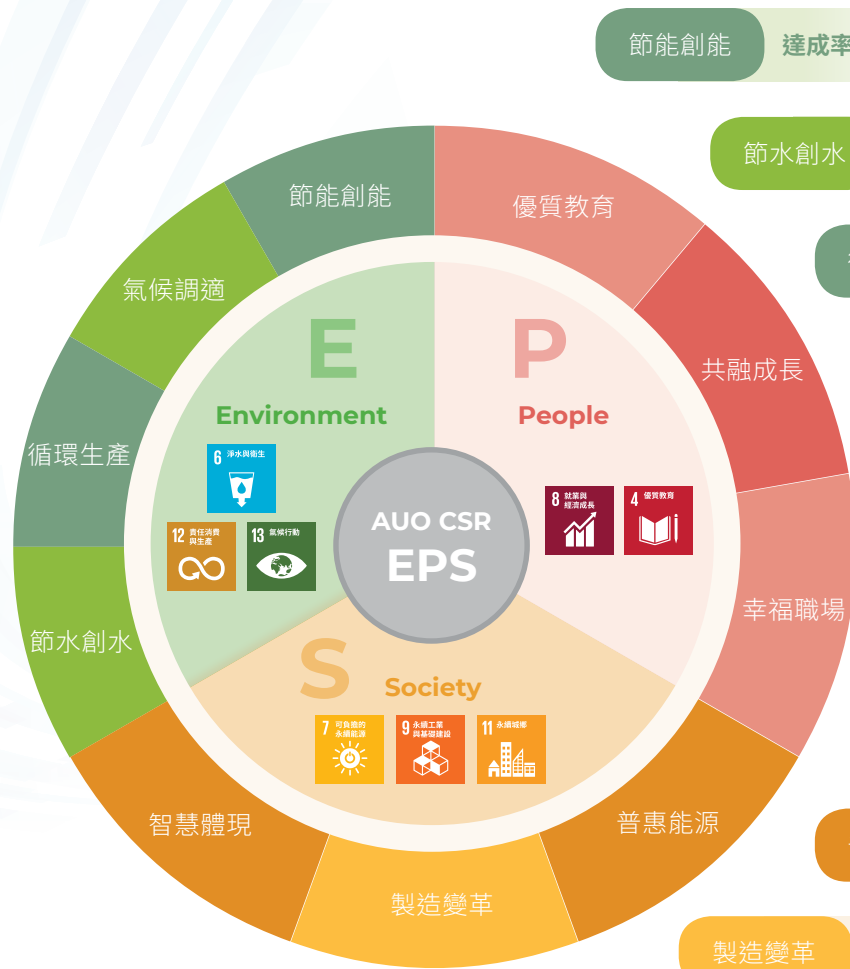 節能創能
達成率
節水創水
節能創能
優質教育
氣候調適
共融成長
循環生產
幸福職場
節水創水
智慧體現
普惠能源
製造變革
E
Environment
6 淨水與衛生
12 責任消費
與生產
13 氣候行動
P
People
8 就業與
經濟成長
4 優質教育
AUO CSR
EPS
S
Society
7 可負擔的
永續能源
9 永續工業
與基礎建設
11 永續城鄉
製造變革